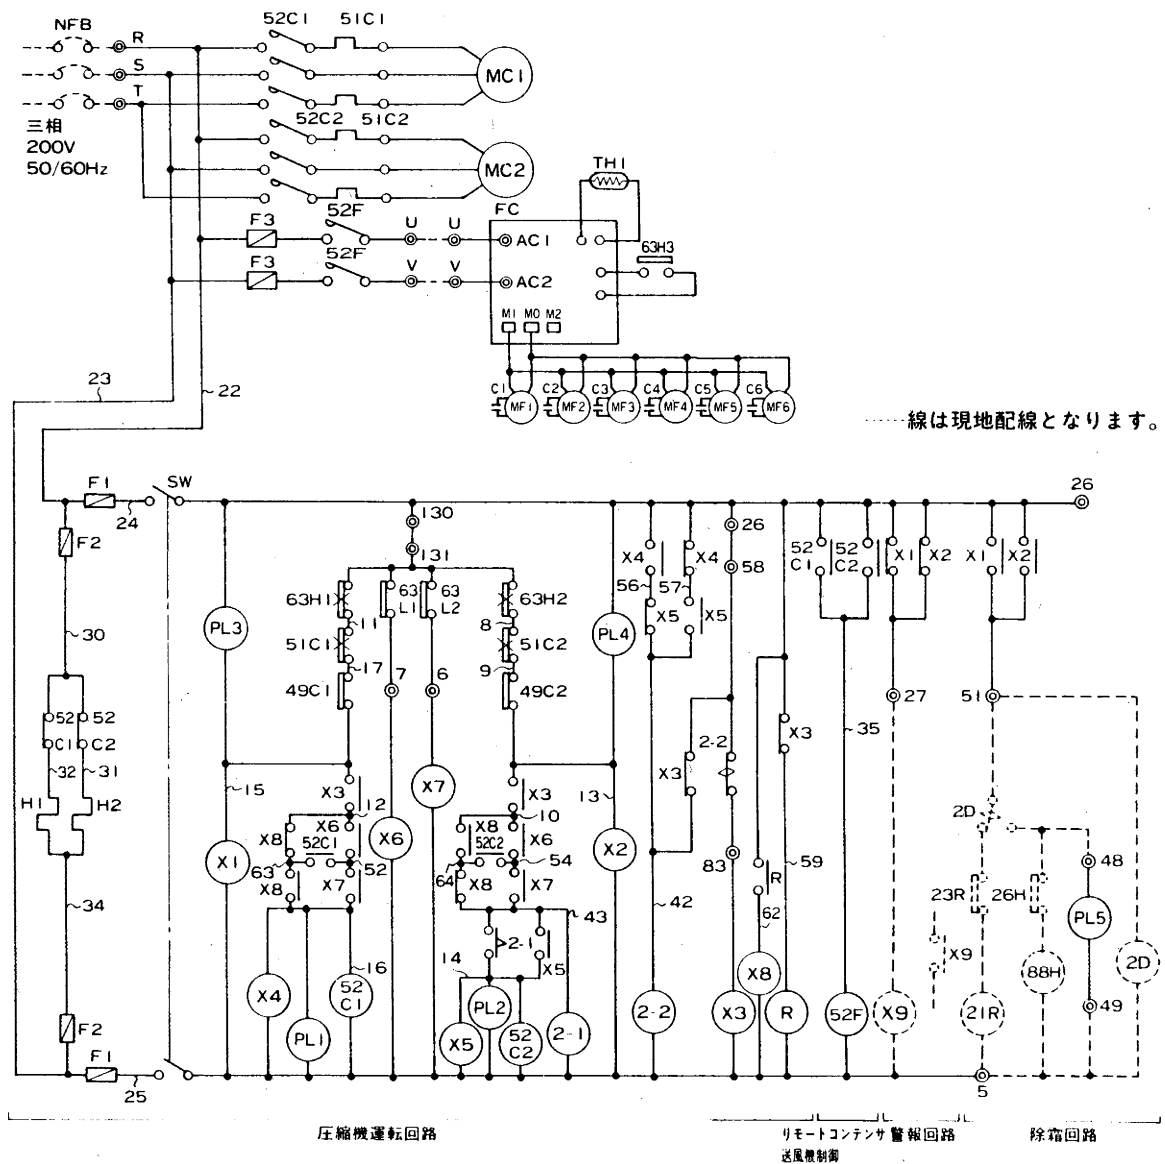 NFB
52C1 51C1
R
S
T
MC1
三相
200V
50/60Hz
52C2 51C2
MC2
TH1
F3 52F U U FC
AC1
63H3
F3 52F V V
AC2
M1 M0 M2
23
22
C1 C2 C3 C4 C5 C6
MF1 MF2 MF3 MF4 MF5 MF6
……線は現地配線となります。
F1 SW
24
26
F2
130
131
26
58
X4 X4
56 57
X5 X5
52 C1
52 C2
X1 X2
X1 X2
63H1
63 L1
63 L2
63H2
11
8
51C1
51C2
17
9
49C1
49C2
7
6
PL3
PL4
30
52 C1
52 C2
32 31
H1 H2
15
X3 12
X8 X6
52C1
63 52
X8 X7
X6
X7
X3
10
X8 X6
52C2
64 54
X8 X7
13
X1
X2
X3
2-2
83
42
X3
59
R
62
35
27
51
2D
48
23R
26H
PL5
X9
34
43
2-1
14
X5
16
X4
52 C1
PL1
X5
PL2
52 C2
2-1
2-2
X3
X8
R
52F
X9
21R
88H
2D
49
F2
F1
25
5
圧縮機運転回路
リモートコンテンサ
送風機制御
警報回路
除霜回路